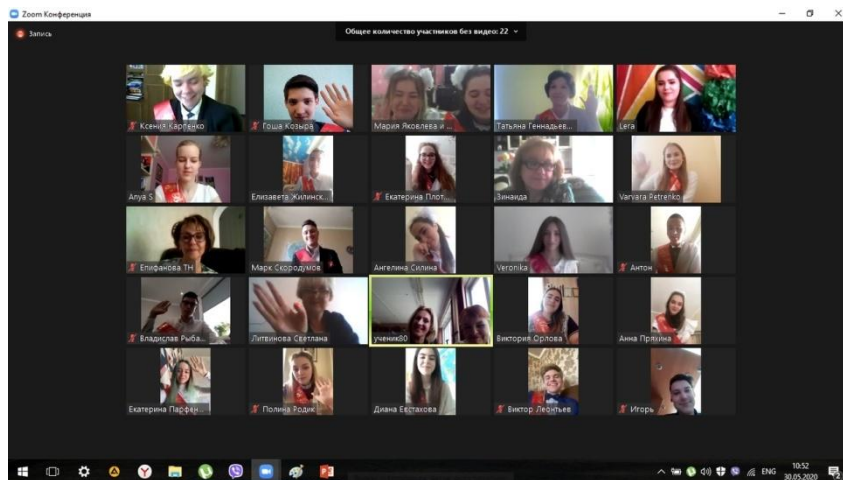 Zoom Конференция
Запись
Общее количество участников без видео: 22
Ксения Карпенко
Гоша Козыра
Мария Яковлева и ...
Татьяна Геннадьев...
Lera
Anya S
Елизавета Жилинск...
Екатерина Плот...
Зинаида
Varvara Petrenko
Епифанова ТН
Марк Скородумов
Ангелина Силина
Veronika
Антон
Владислав Рыба...
Литвинова Светлана
ученик80
Виктория Орлова
Анна Пряхина
Екатерина Парфен...
Полина Родик
Диана Евстахова
Виктор Леонтьев
Игорь
ENG
10:52
30.05.2020